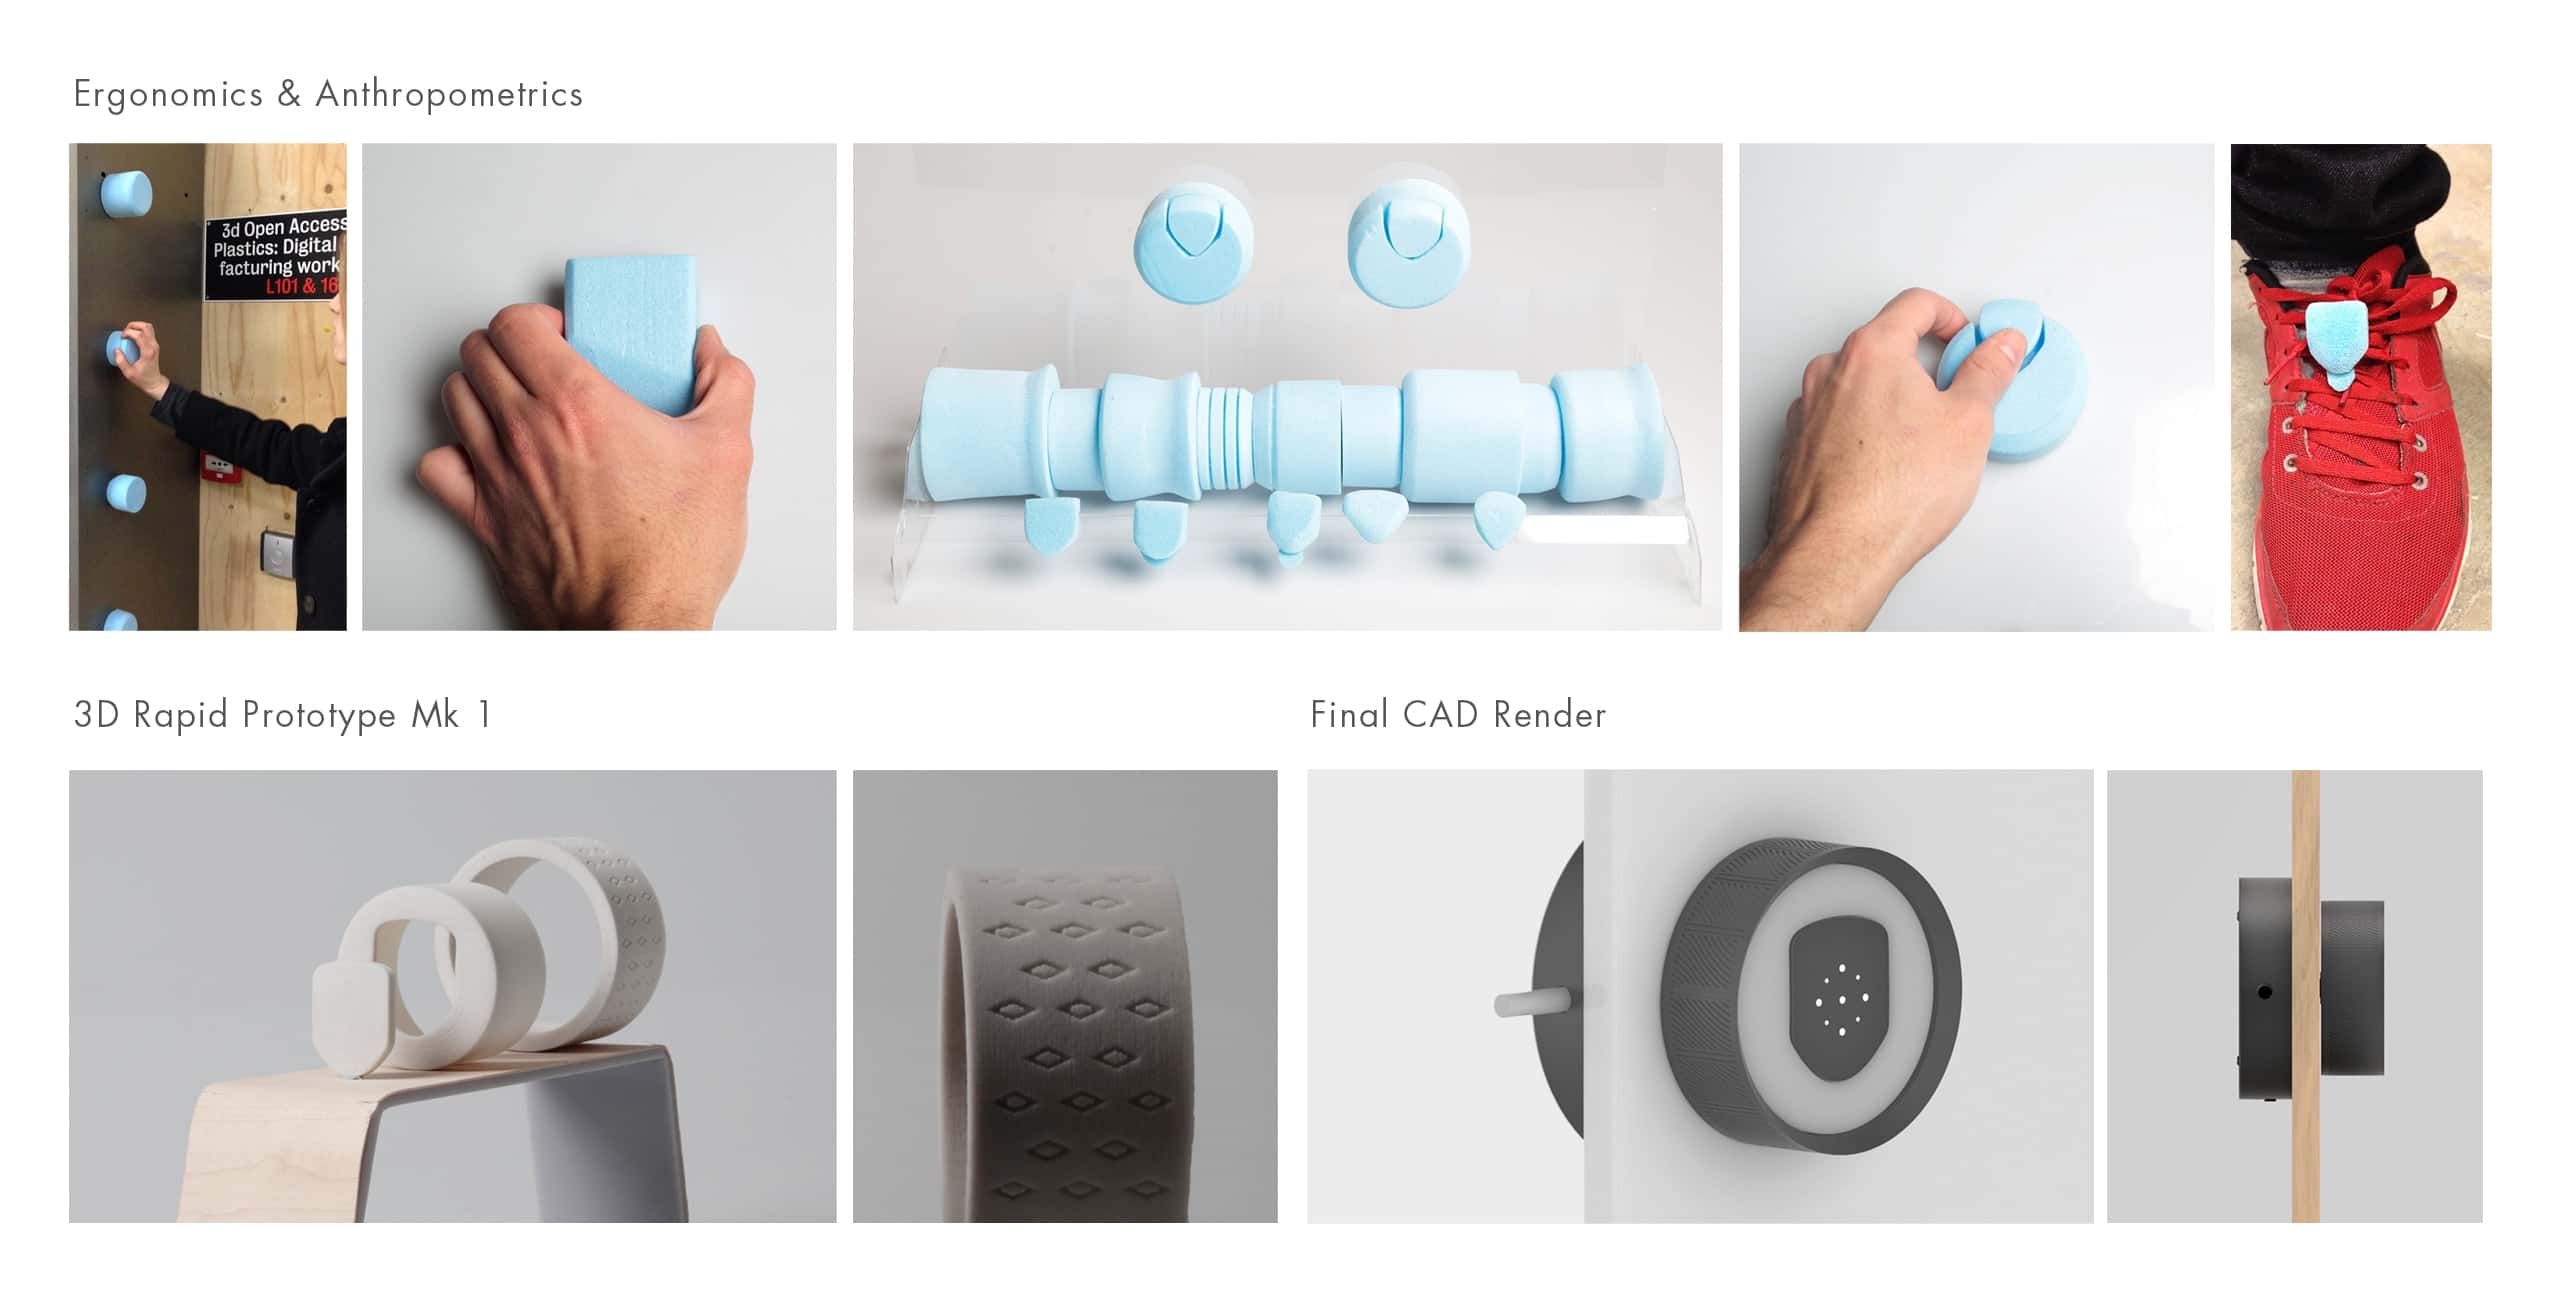 Ergonomics & Anthropometrics
3d Open Access
Plastics: Digital
facturing work
L101 & 16
3D Rapid Prototype Mk 1
Final CAD Render